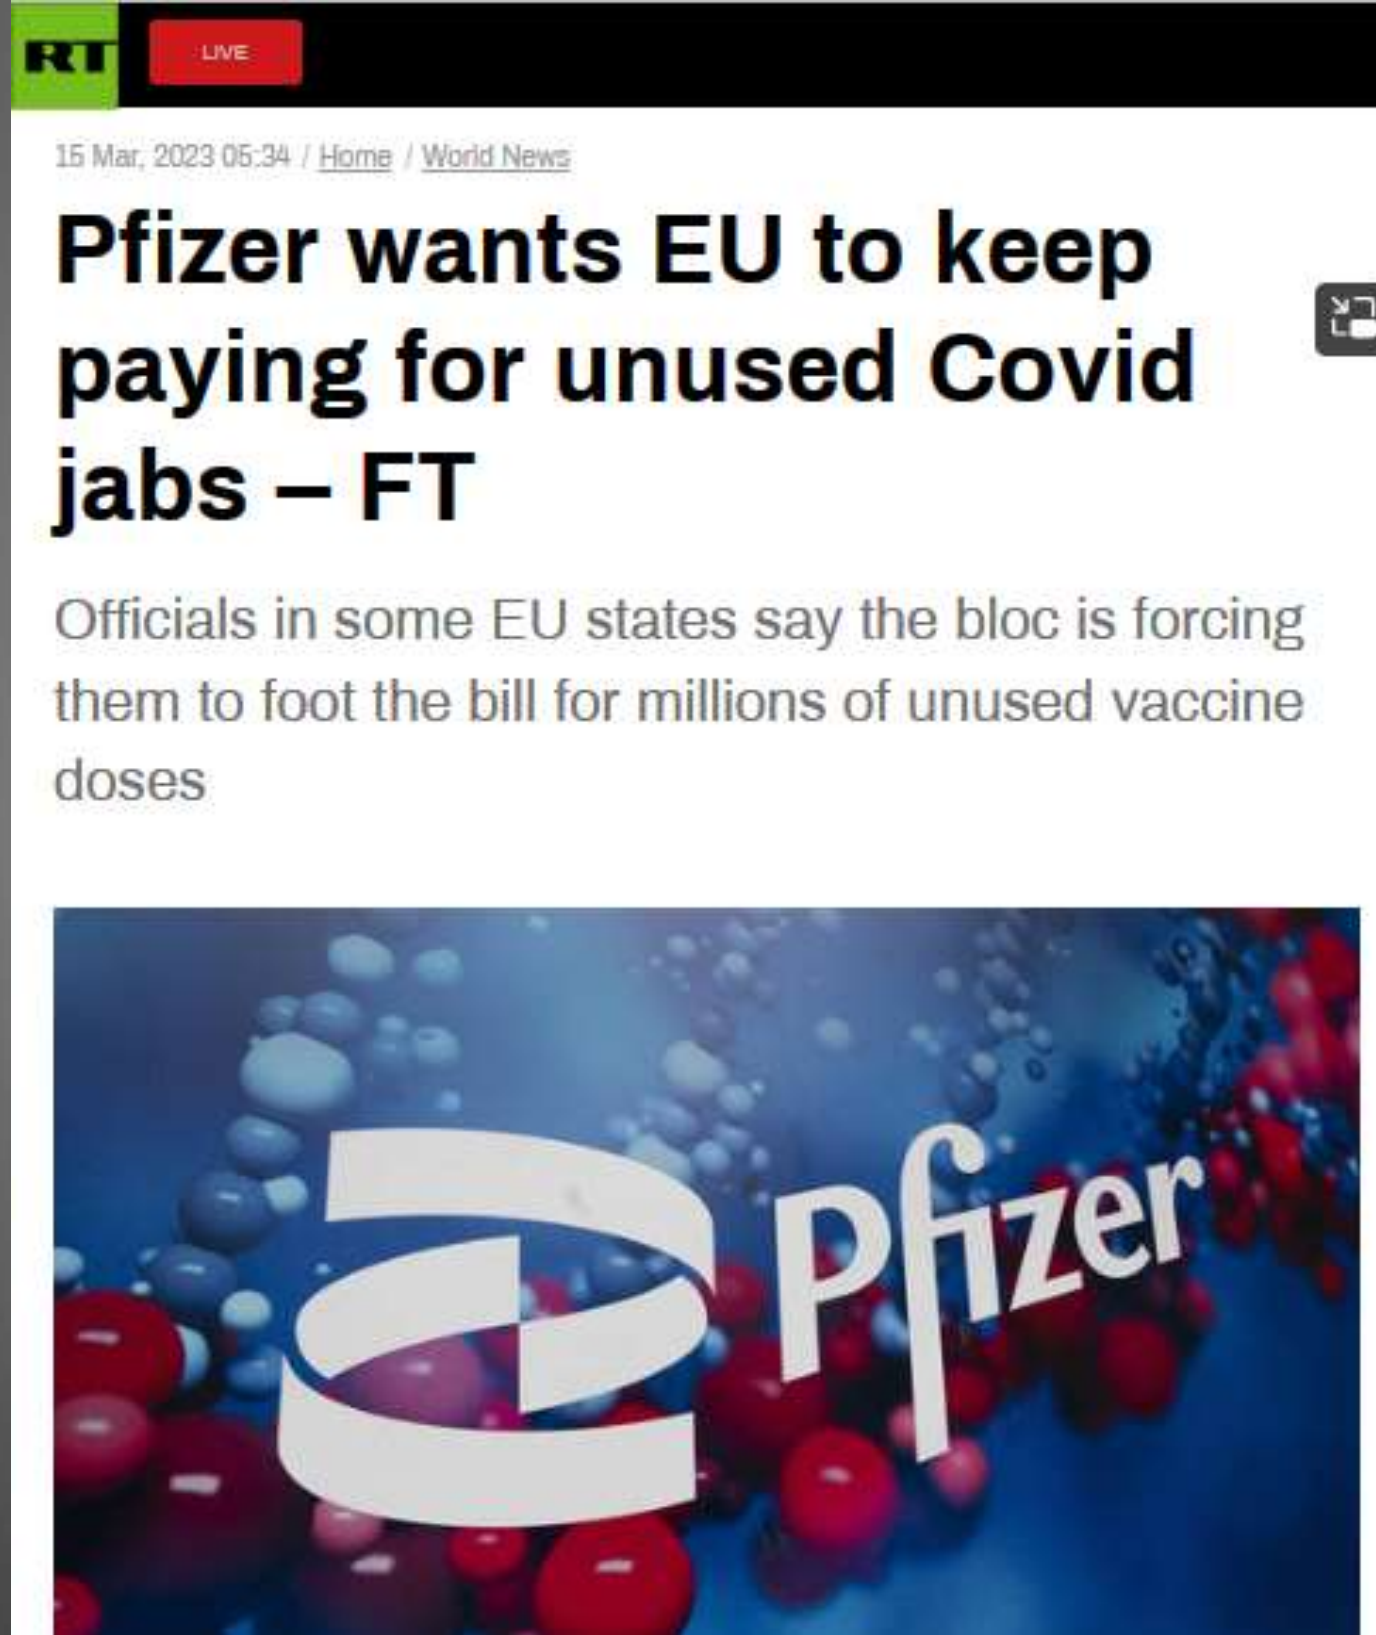 RT
LIVE
15 Mar, 2023 05:34 / Home / World News
Pfizer wants EU to keep
paying for unused Covid
jabs – FT
Officials in some EU states say the bloc is forcing
them to foot the bill for millions of unused vaccine
doses
Pfizer